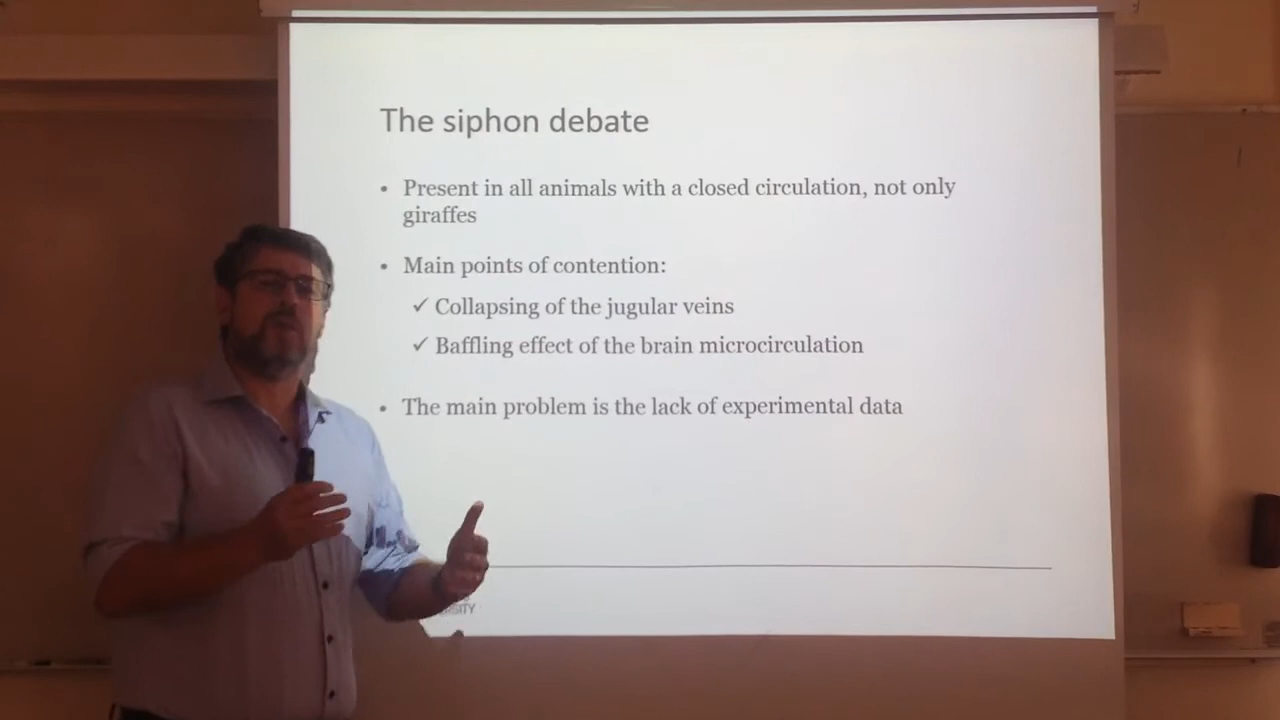 The siphon debate
• Present in all animals with a closed circulation, not only
giraffes
• Main points of contention:
✓ Collapsing of the jugular veins
✓ Baffling effect of the brain microcirculation
• The main problem is the lack of experimental data